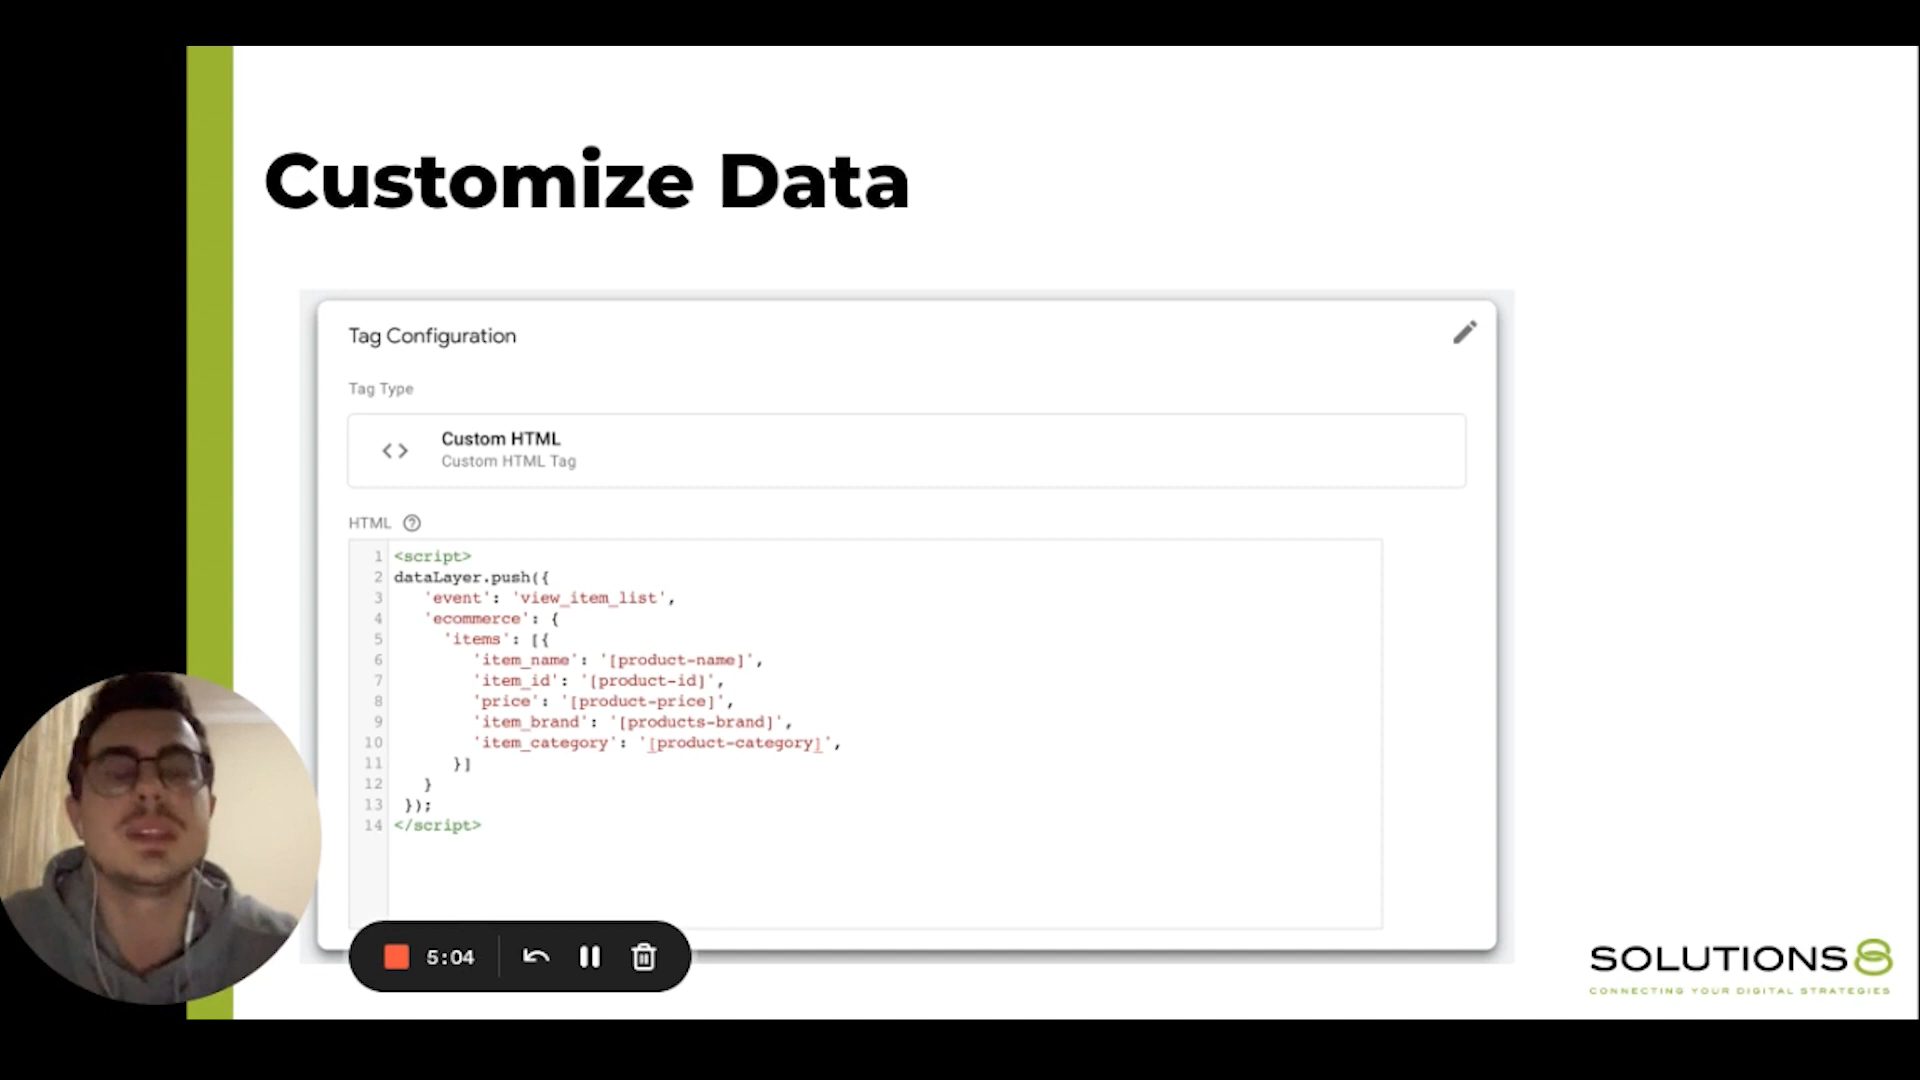 Customize Data
Tag Configuration
Tag Type
Custom HTML
Custom HTML Tag
HTML ?
1 <script>
2 dataLayer.push({
3 'event': 'view_item_list',
4 'ecommerce': {
5 'items': [{
6 'item_name': '[product-name]',
7 'item_id': '[product-id]',
8 'price': '[product-price]',
9 'item_brand': '[products-brand]',
10 'item_category': '[product-category]',
11 }]
12 }
13 });
14 </script>
5:04
SOLUTIONS 8
CONNECTING YOUR DIGITAL STRATEGIES